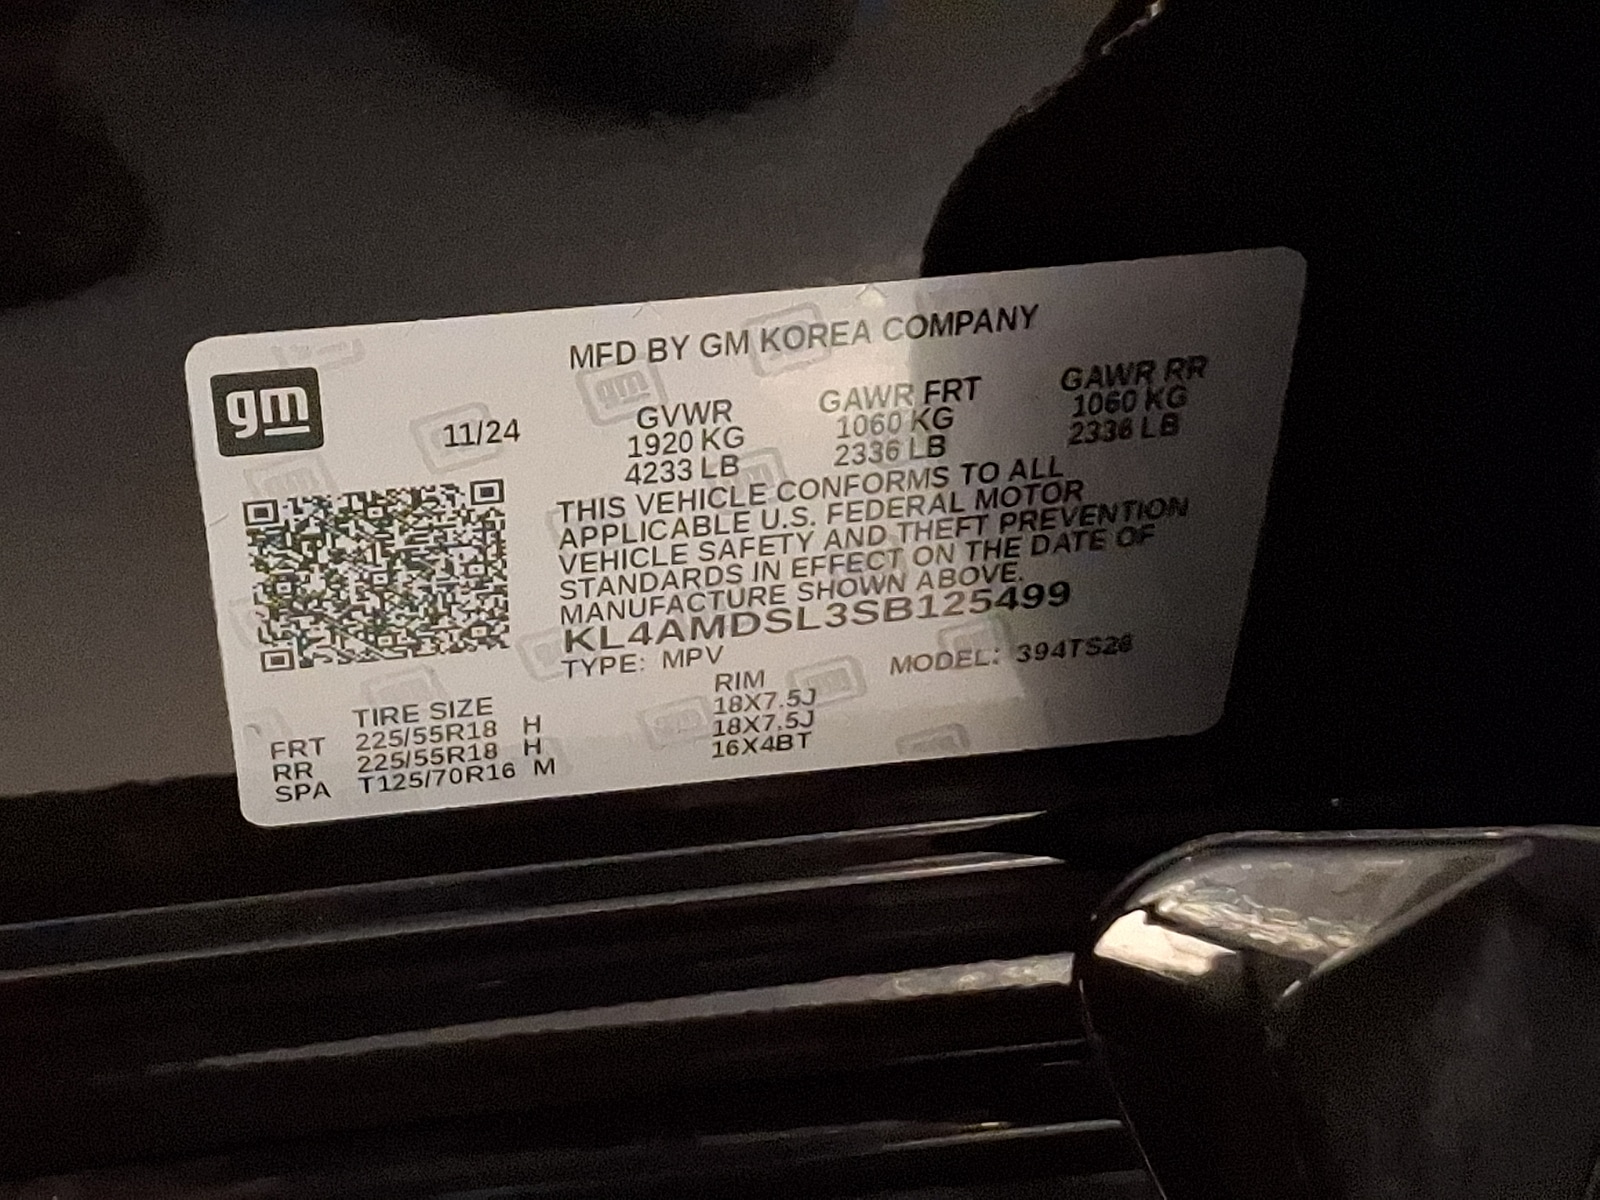 MFD BY GM KOREA COMPANY
gm
11/24
GVWR GAWR FRT GAWR RR
1920 KG 1060 KG 1060 KG
4233 LB 2336 LB 2336 LB
THIS VEHICLE CONFORMS TO ALL
APPLICABLE U.S. FEDERAL MOTOR
VEHICLE SAFETY AND THEFT PREVENTION
STANDARDS IN EFFECT ON THE DATE OF
MANUFACTURE SHOWN ABOVE.
KL4AMDSL3SB125499
TYPE: MPV MODEL: 394TS26
TIRE SIZE RIM
FRT 225/55R18 H 18X7.5J
RR 225/55R18 H 18X7.5J
SPA T125/70R16 M 16X4BT